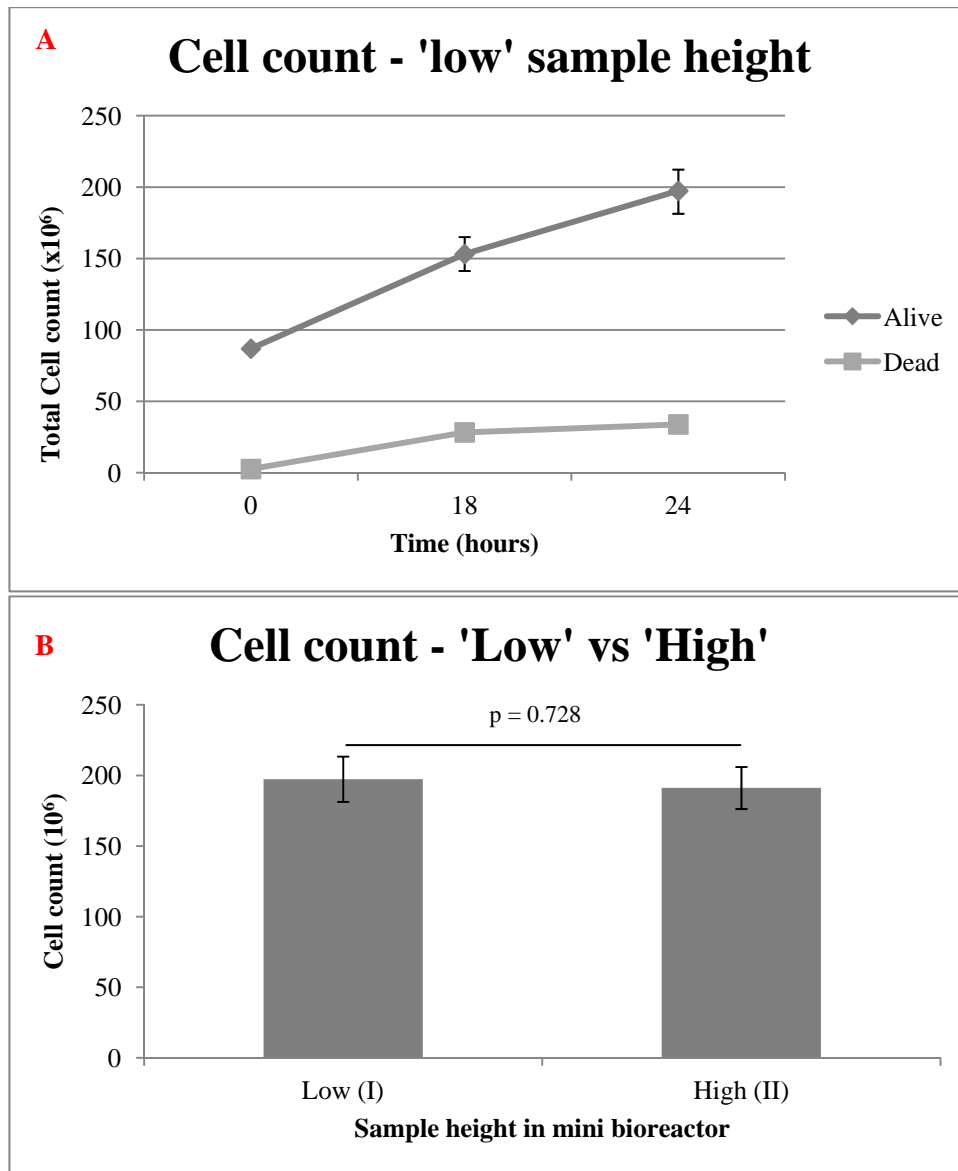 A
Cell count - 'low' sample height
250
200
150
100
50
0
Total Cell count (x10⁶)
0 18 24
Time (hours)
Alive
Dead
B
Cell count - 'Low' vs 'High'
250
200
150
100
50
0
Cell count (10⁶)
p = 0.728
Low (I) High (II)
Sample height in mini bioreactor